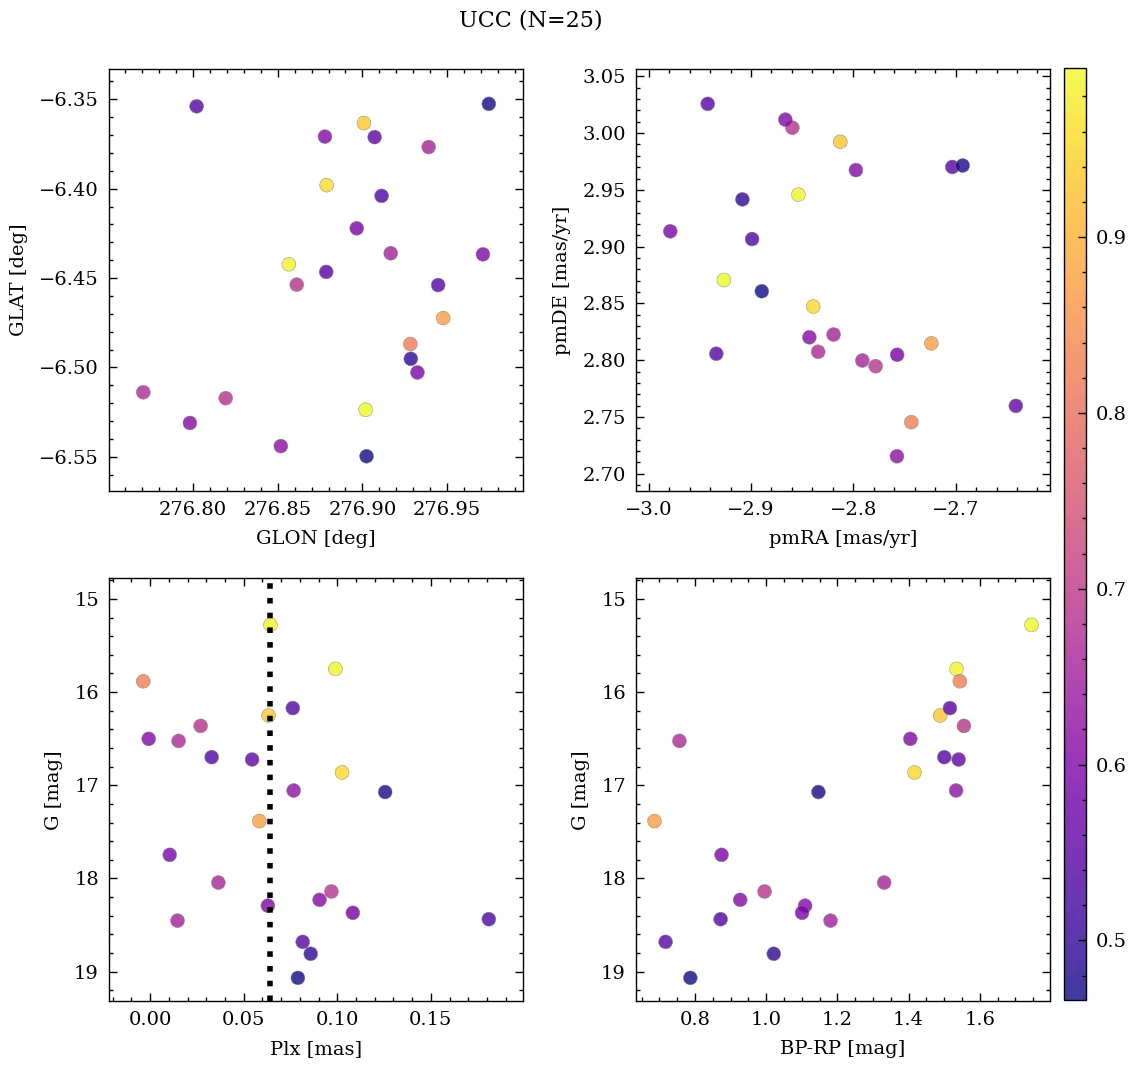 UCC (N=25)
−6.35
−6.40
−6.45
−6.50
−6.55
GLAT [deg]
276.80 276.85 276.90 276.95
GLON [deg]
3.05
3.00
2.95
2.90
2.85
2.80
2.75
2.70
pmDE [mas/yr]
−3.0 −2.9 −2.8 −2.7
pmRA [mas/yr]
15
16
17
18
19
G [mag]
0.00 0.05 0.10 0.15
Plx [mas]
15
16
17
18
19
G [mag]
0.8 1.0 1.2 1.4 1.6
BP-RP [mag]
0.9
0.8
0.7
0.6
0.5